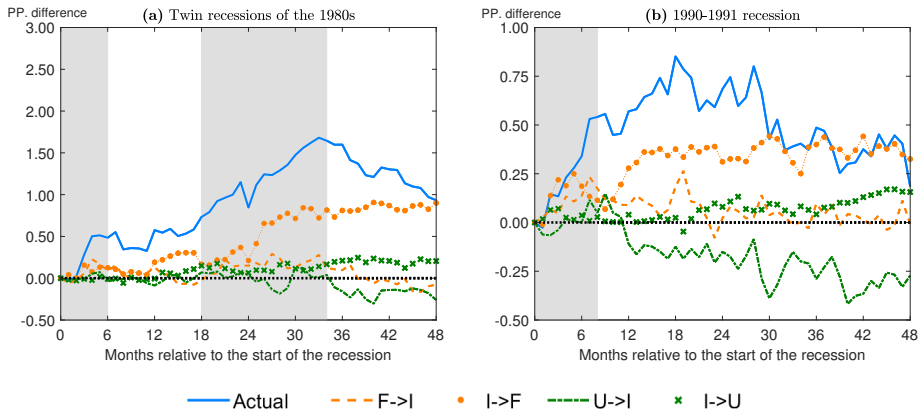 PP. difference
(a) Twin recessions of the 1980s
3.00
2.50
2.00
1.50
1.00
0.50
0.00
-0.50
0 6 12 18 24 30 36 42 48
Months relative to the start of the recession
PP. difference
(b) 1990-1991 recession
1.00
0.75
0.50
0.25
0.00
-0.25
-0.50
0 6 12 18 24 30 36 42 48
Months relative to the start of the recession
Actual F->I I->F U->I I->U